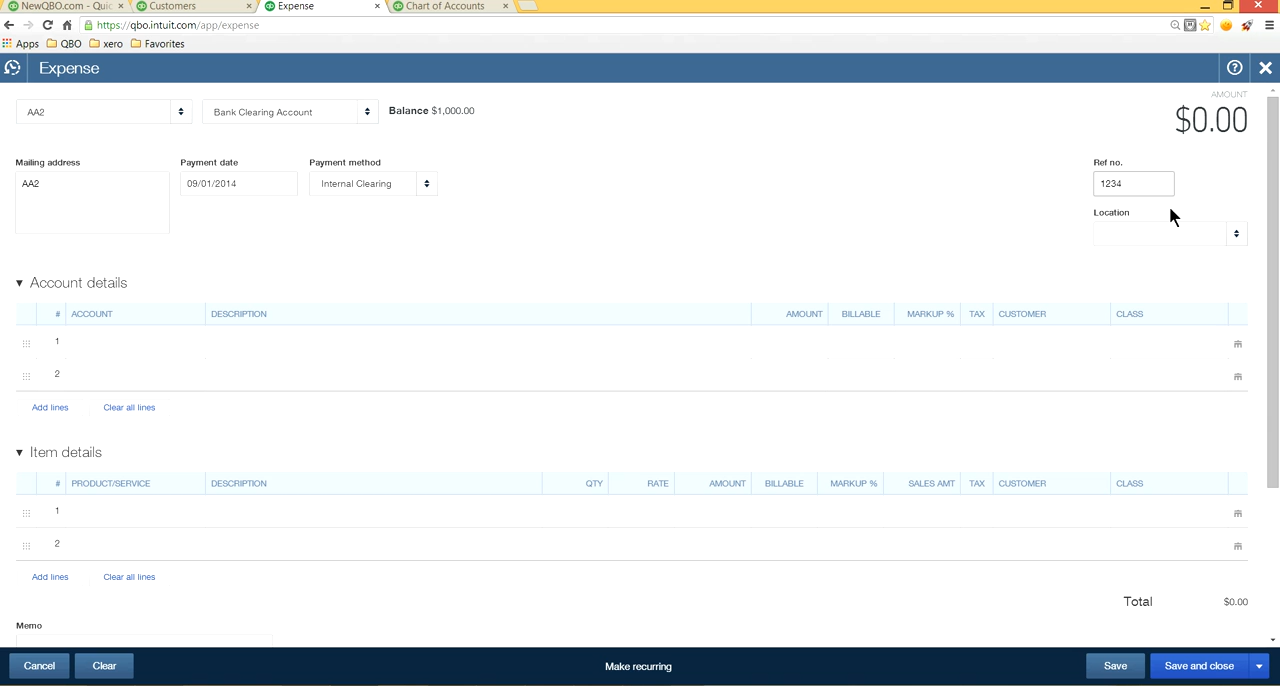 NewQBO.com - Quic
Customers
Expense
Chart of Accounts
https://qbo.intuit.com/app/expense
Apps
QBO
xero
Favorites
Expense
AMOUNT
AA2
Bank Clearing Account
Balance $1,000.00
$0.00
Mailing address
Payment date
Payment method
Ref no.
AA2
09/01/2014
Internal Clearing
1234
Location
Account details
# ACCOUNT DESCRIPTION AMOUNT BILLABLE MARKUP % TAX CUSTOMER CLASS
1
2
Add lines Clear all lines
Item details
# PRODUCT/SERVICE DESCRIPTION QTY RATE AMOUNT BILLABLE MARKUP % SALES AMT TAX CUSTOMER CLASS
1
2
Add lines Clear all lines
Total $0.00
Memo
Cancel Clear Make recurring Save Save and close